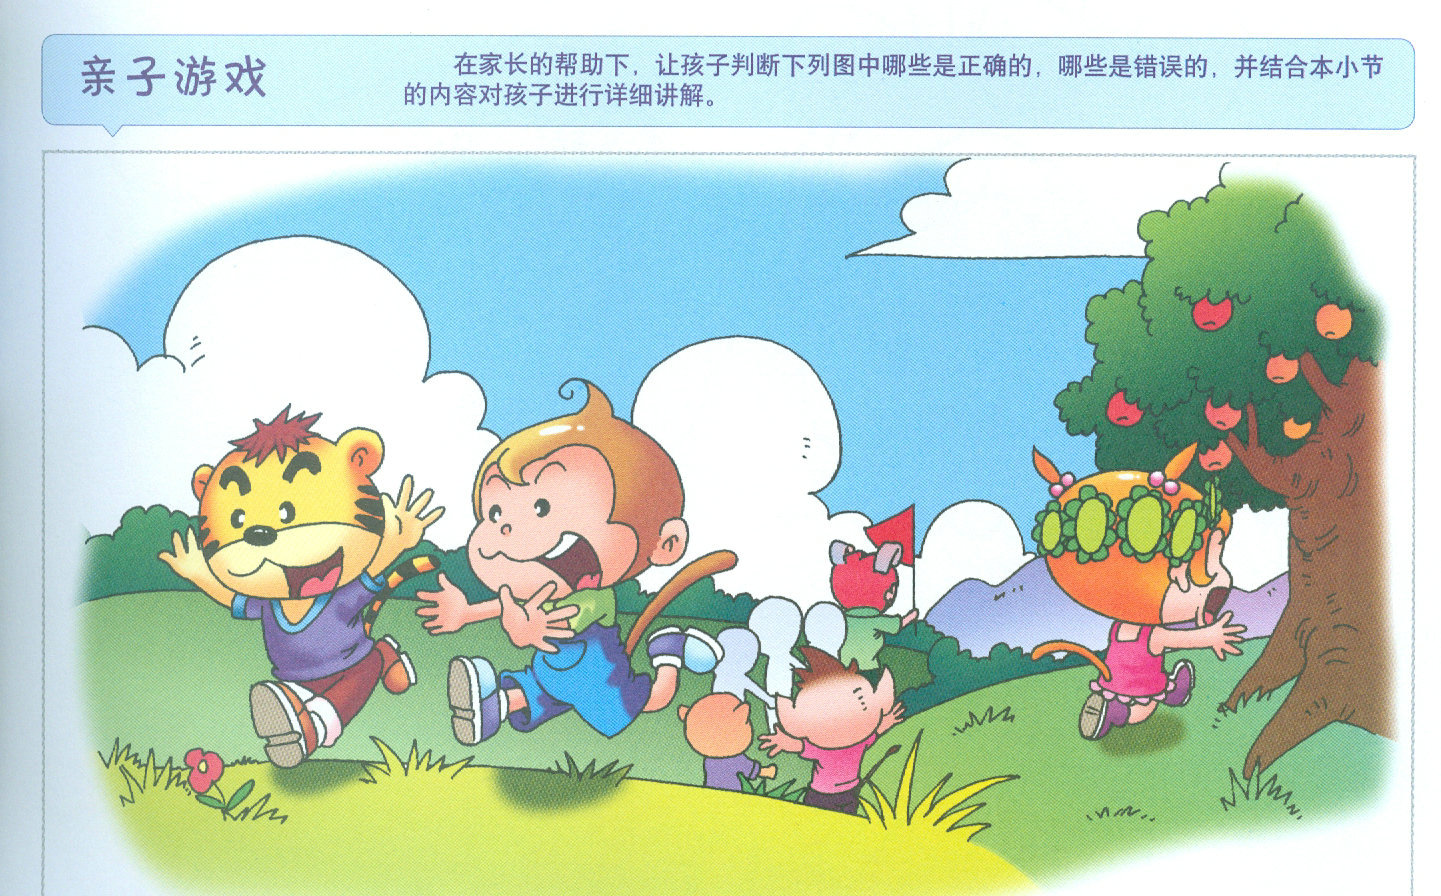 亲子游戏
在家长的帮助下，让孩子判断下列图中哪些是正确的，哪些是错误的，并结合本小节
的内容对孩子进行详细讲解。